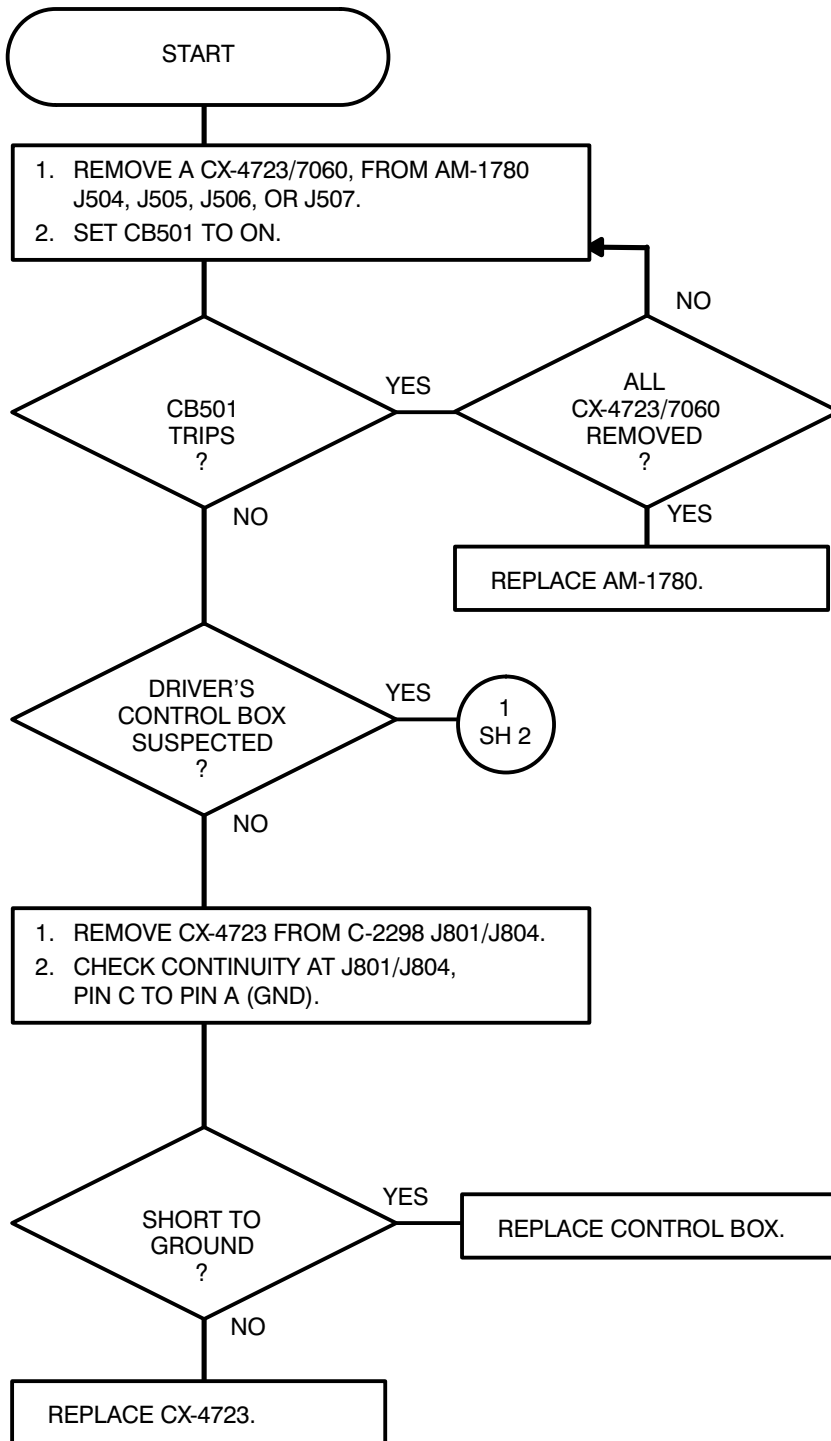 START
1. REMOVE A CX-4723/7060, FROM AM-1780
J504, J505, J506, OR J507.
2. SET CB501 TO ON.
NO
CB501
TRIPS
?
YES
ALL
CX-4723/7060
REMOVED
?
NO
YES
REPLACE AM-1780.
DRIVER'S
CONTROL BOX
SUSPECTED
?
YES
1
SH 2
NO
1. REMOVE CX-4723 FROM C-2298 J801/J804.
2. CHECK CONTINUITY AT J801/J804,
PIN C TO PIN A (GND).
SHORT TO
GROUND
?
YES
REPLACE CONTROL BOX.
NO
REPLACE CX-4723.